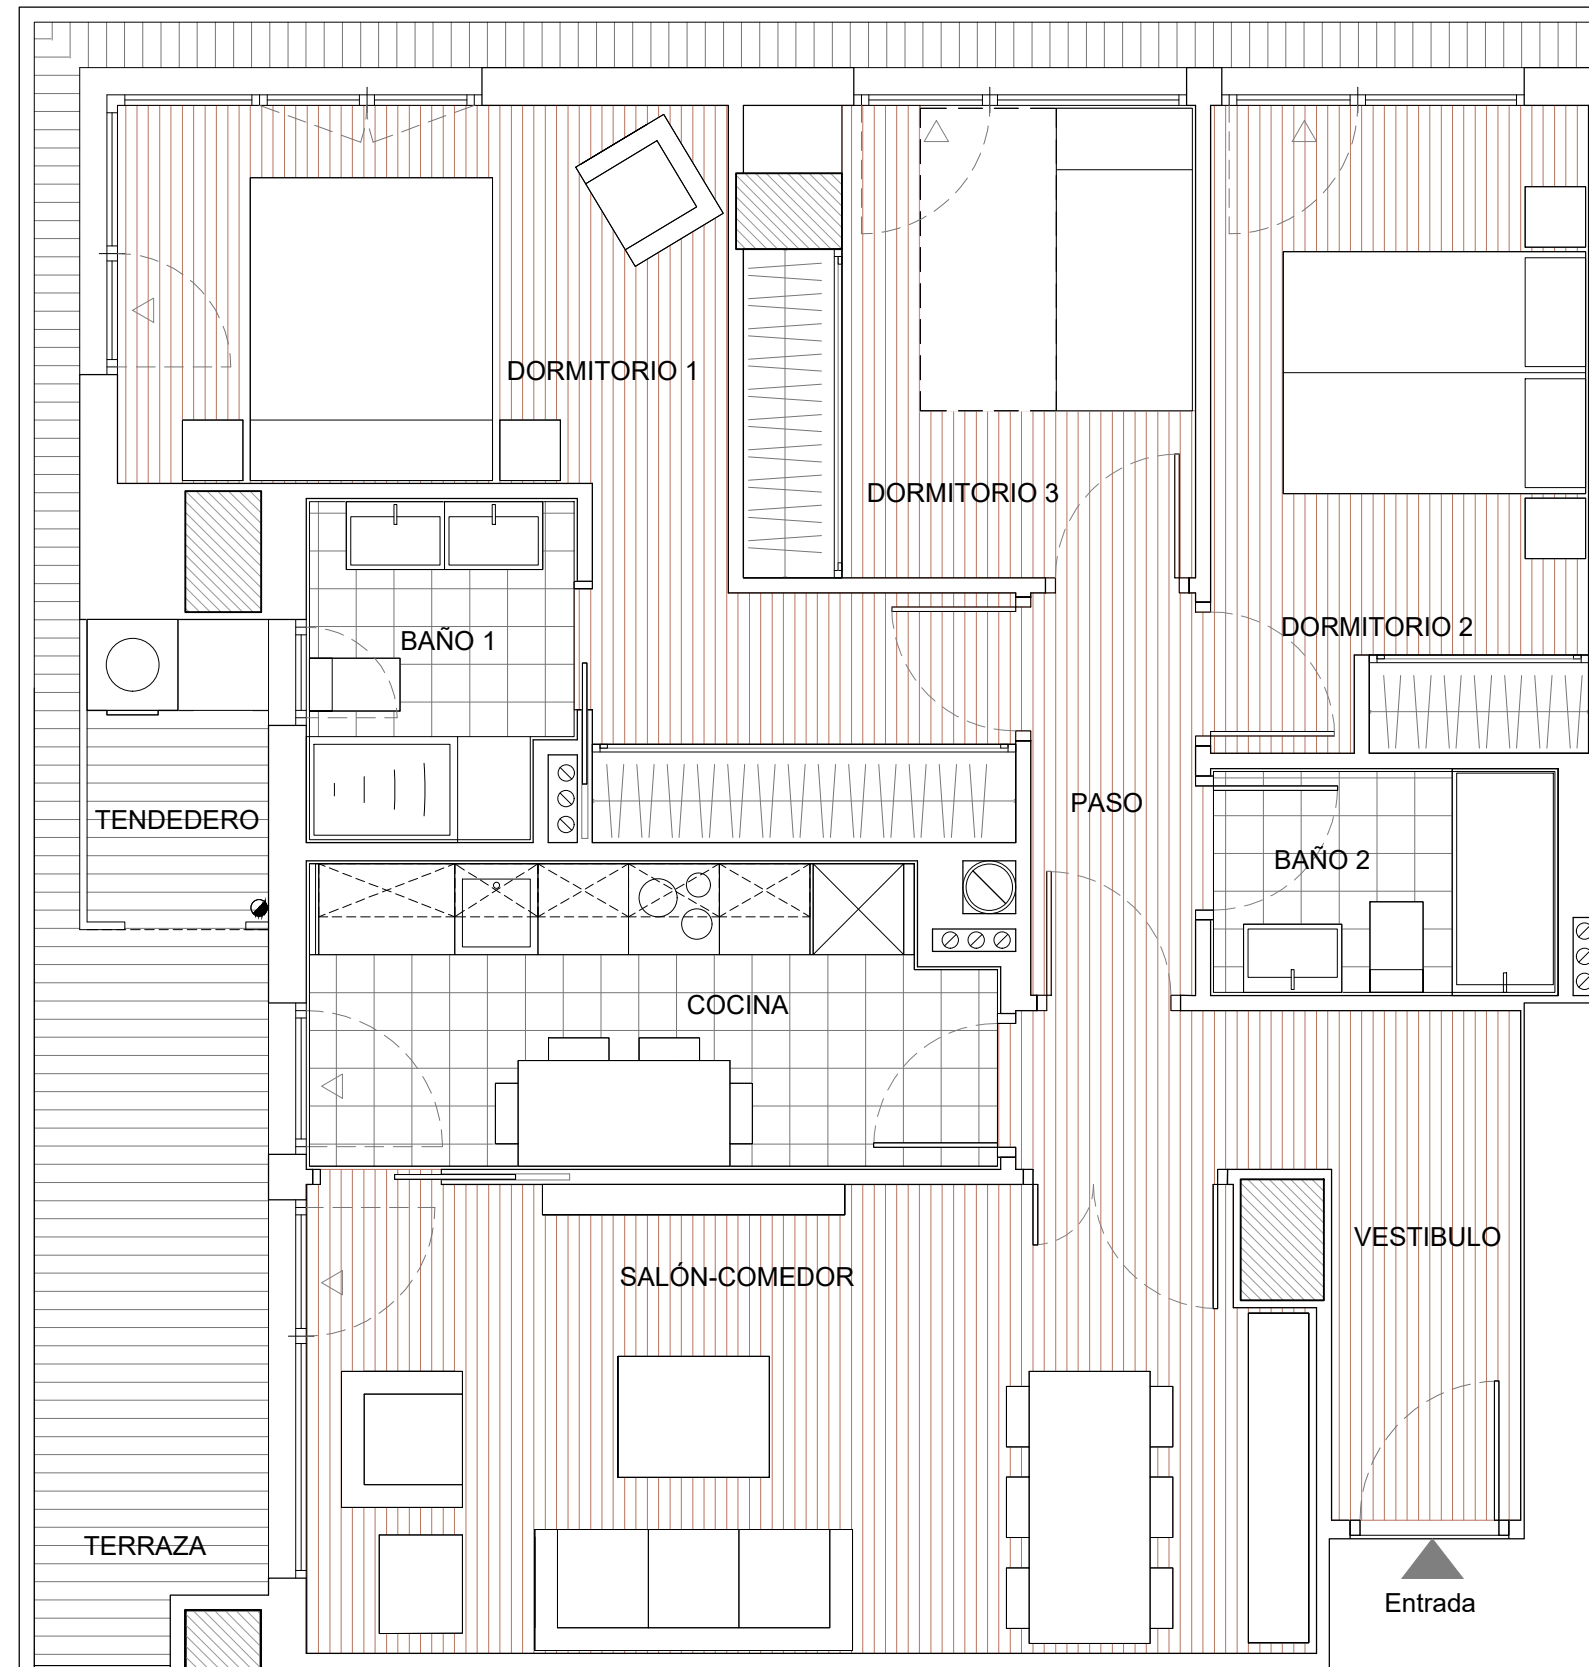 DORMITORIO 1
DORMITORIO 3
DORMITORIO 2
BAÑO 1
TENDEDERO
PASO
BAÑO 2
COCINA
VESTIBULO
SALÓN-COMEDOR
TERRAZA
Entrada